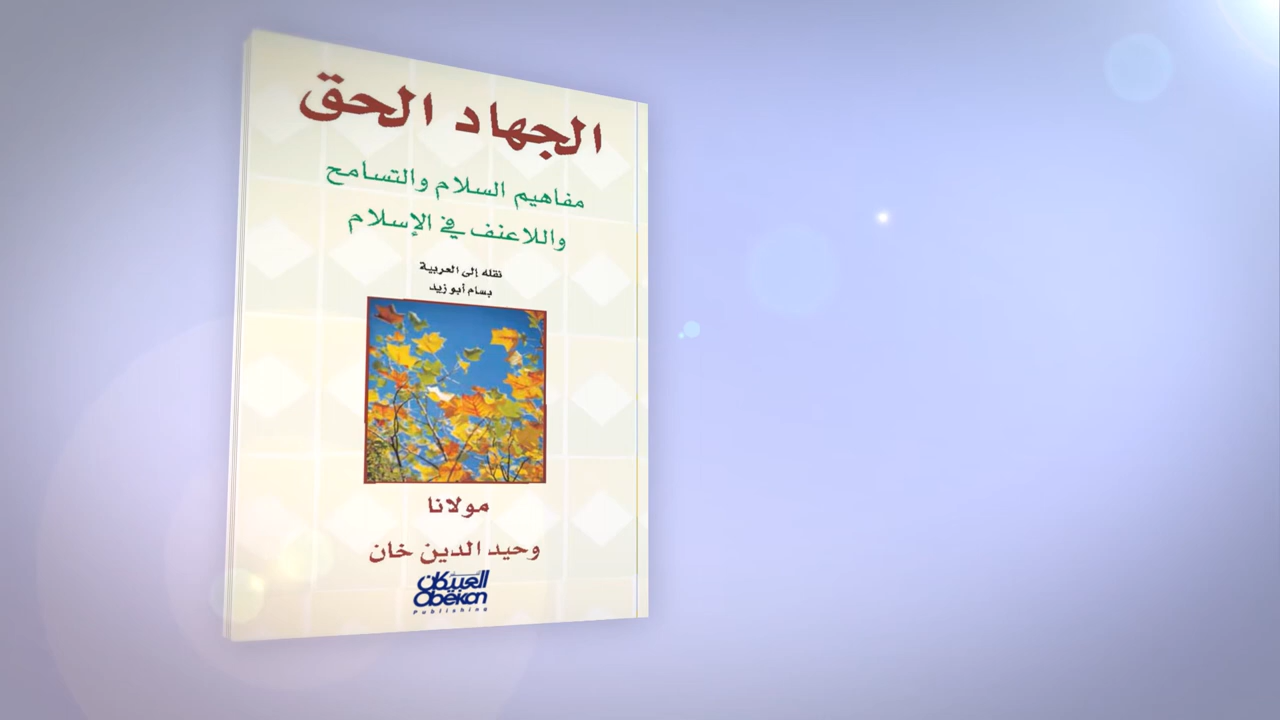 الجهاد الحق
مفاهيم السلام والتسامح
واللاعنف في الإسلام
نقله إلى العربية
بسام أبو زيد
مولانا
وحيد الدين خان
العبيكان
Obëikan
Publishing